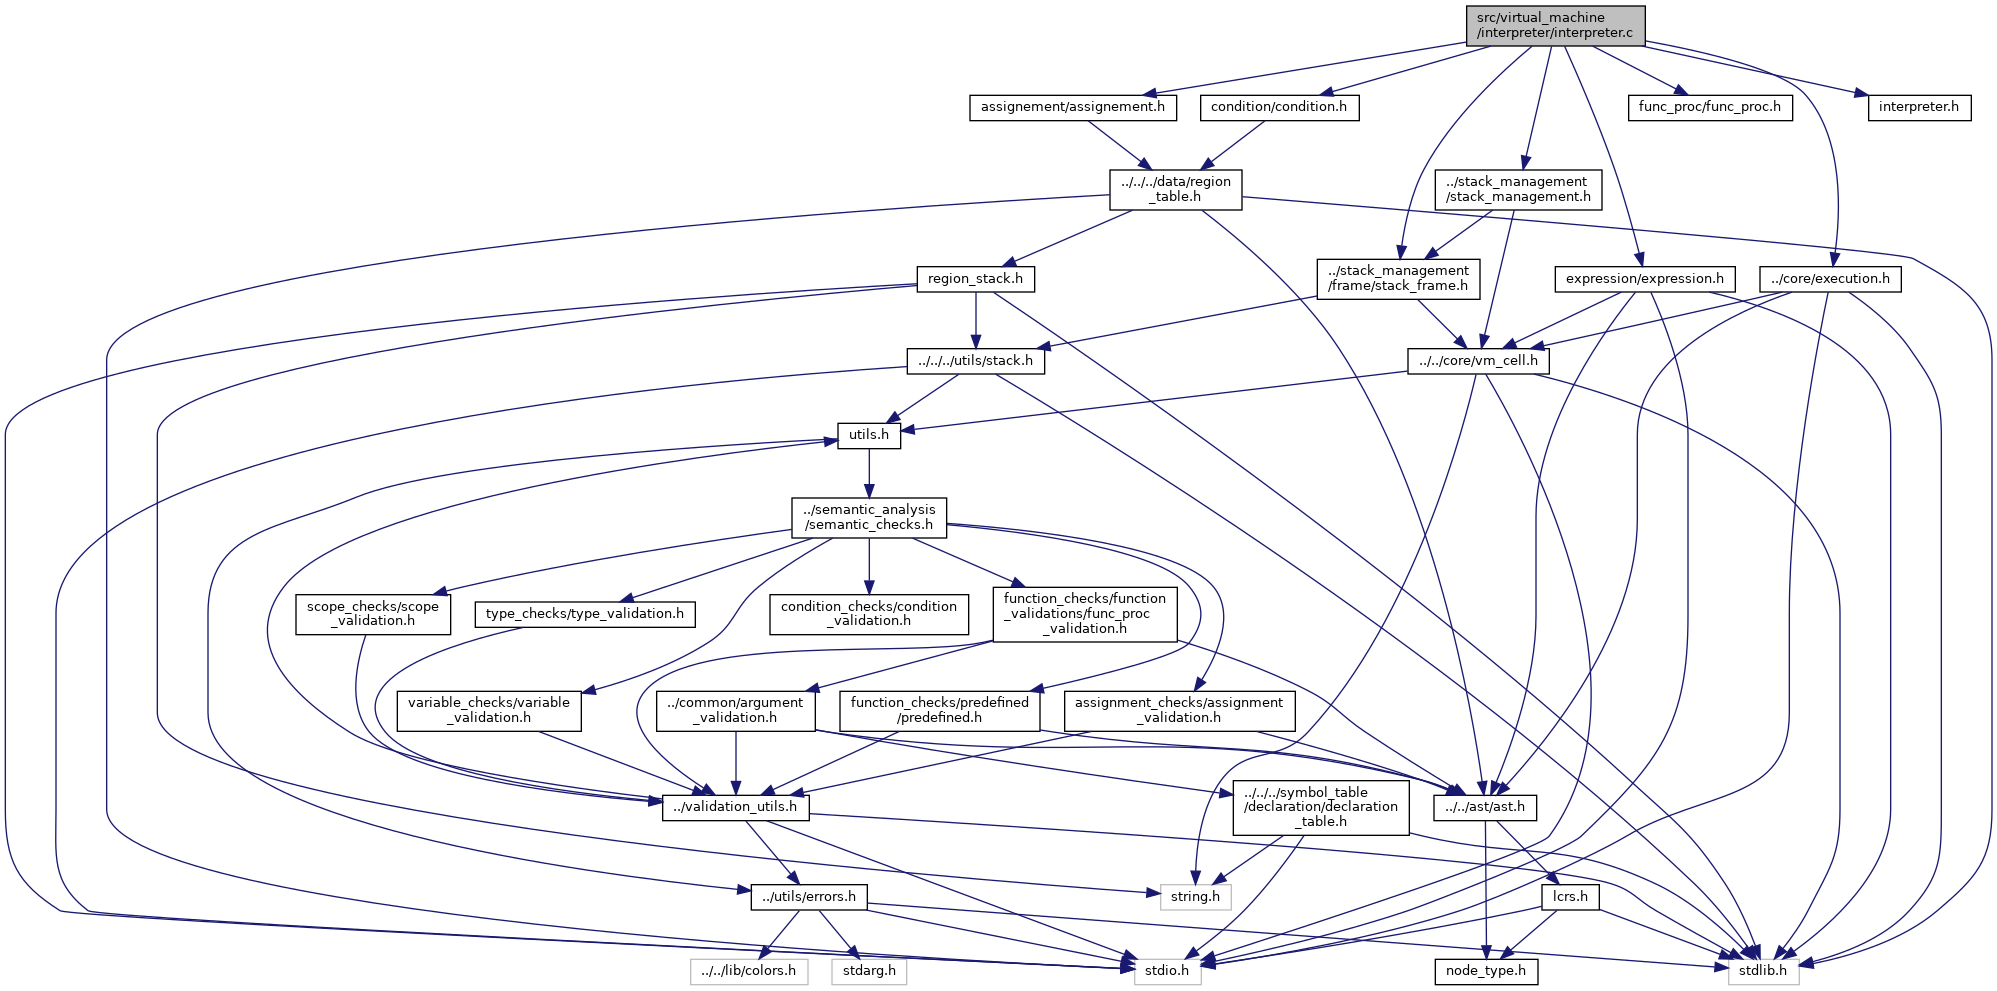 src/virtual_machine
/interpreter/interpreter.c
assignement/assignement.h
condition/condition.h
func_proc/func_proc.h
interpreter.h
../../../data/region
_table.h
../stack_management
/stack_management.h
../stack_management
/frame/stack_frame.h
region_stack.h
expression/expression.h
../core/execution.h
../../../utils/stack.h
../../core/vm_cell.h
utils.h
../semantic_analysis
/semantic_checks.h
scope_checks/scope
_validation.h
type_checks/type_validation.h
condition_checks/condition
_validation.h
function_checks/function
_validations/func_proc
_validation.h
variable_checks/variable
_validation.h
../common/argument
_validation.h
function_checks/predefined
/predefined.h
assignment_checks/assignment
_validation.h
../validation_utils.h
../../../symbol_table
/declaration/declaration
_table.h
../../ast/ast.h
../utils/errors.h
string.h
lcrs.h
../../lib/colors.h
stdarg.h
stdio.h
node_type.h
stdlib.h